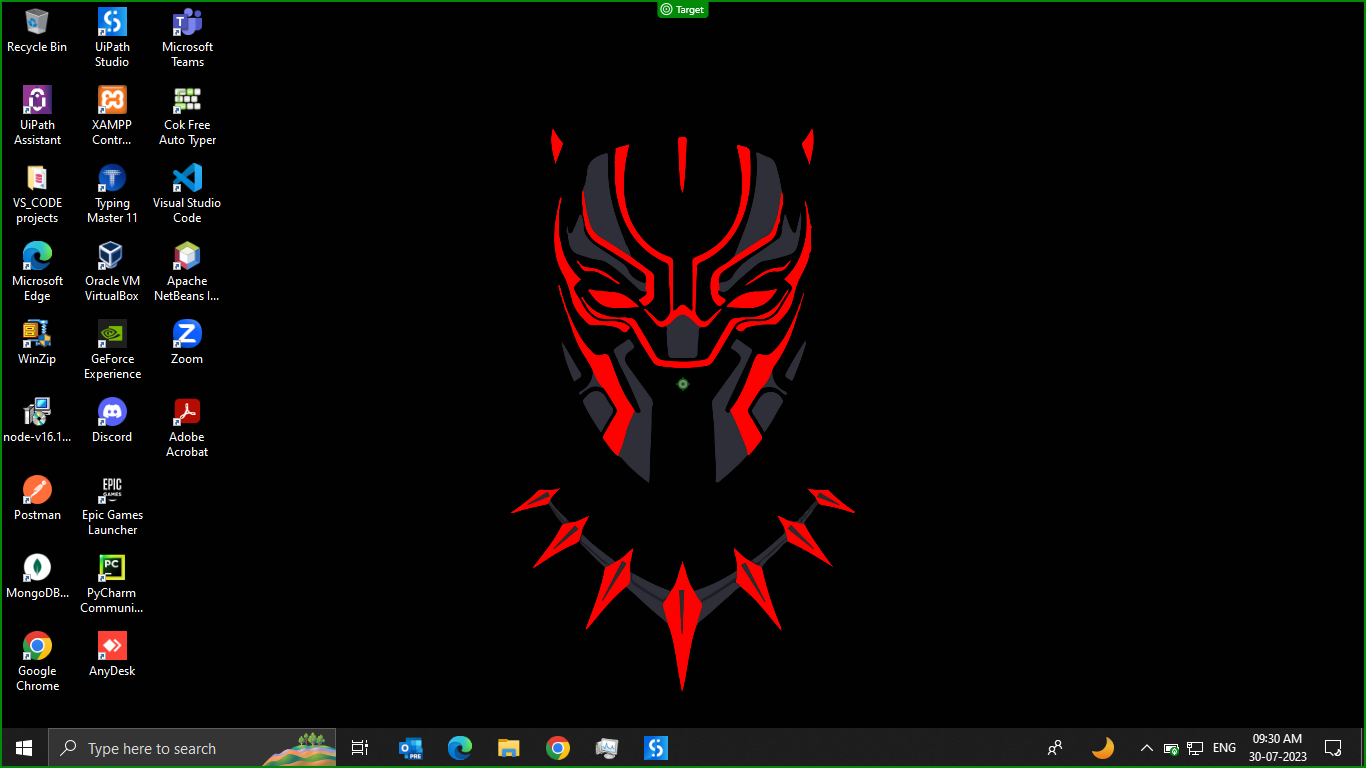 Target
Recycle Bin
UiPath
Studio
Microsoft
Teams
UiPath
Assistant
XAMPP
Contr...
Cok Free
Auto Typer
VS_CODE
projects
Typing
Master 11
Visual Studio
Code
Microsoft
Edge
Oracle VM
VirtualBox
Apache
NetBeans I...
WinZip
GeForce
Experience
Zoom
node-v16.1...
Discord
Adobe
Acrobat
EPIC
GAMES
Postman
Epic Games
Launcher
MongoDB...
PC
PyCharm
Communi...
Google
Chrome
AnyDesk
Type here to search
PRE
ENG
09:30 AM
30-07-2023